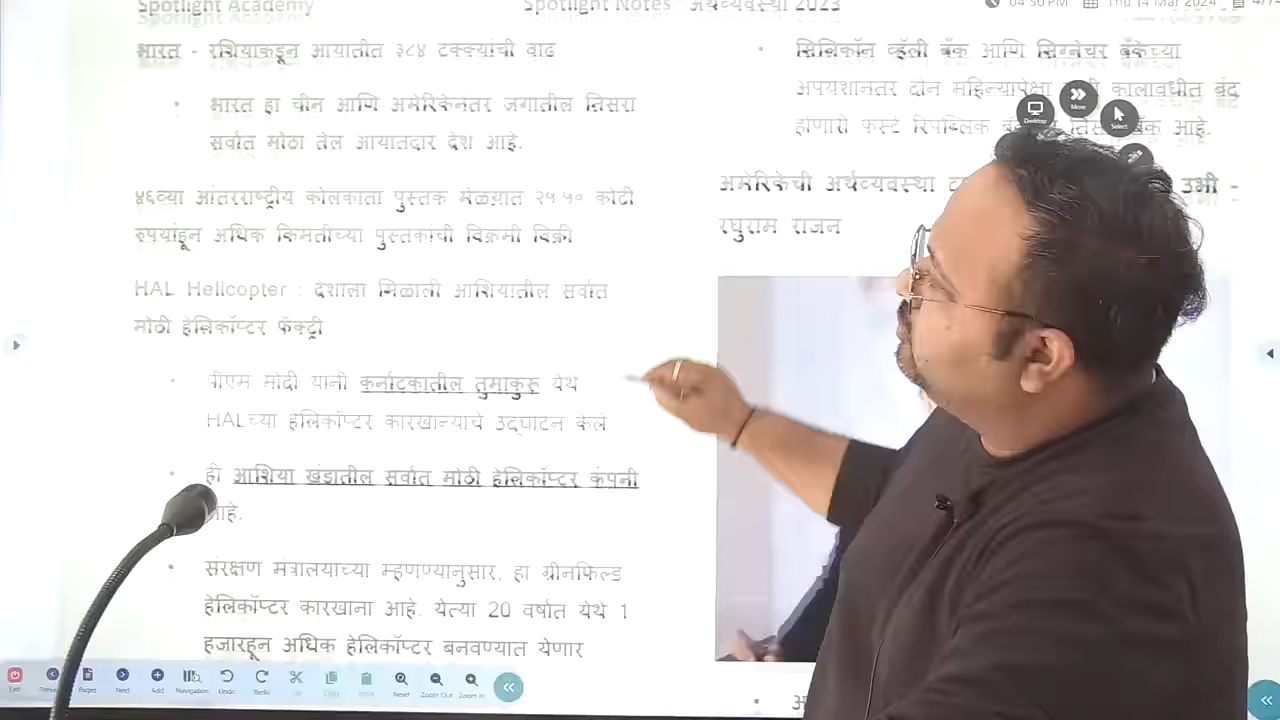 Spotlight Academy
Spotlight Notes : अर्थव्यवस्था 2023
04:50 PM Thu 14 Mar 2024
भारत - रशियाकडून आयातीत ३८४ टक्क्यांची वाढ
भारत हा चीन आणि अमेरिकेनंतर जगातील तिसरा
सर्वात मोठा तेल आयातदार देश आहे.
४६व्या आंतरराष्ट्रीय कोलकाता पुस्तक मेळ्यात २५.५० कोटी
रुपयांहून अधिक किमतीच्या पुस्तकांची विक्रमी विक्री
HAL Helicopter : देशाला मिळाली आशियातील सर्वात
मोठी हेलिकॉप्टर फॅक्ट्री
पीएम मोदी यांनी कर्नाटकातील तुमाकुरू येथे
HALच्या हेलिकॉप्टर कारखान्याचे उद्घाटन केले
ही आशिया खंडातील सर्वात मोठी हेलिकॉप्टर कंपनी
आहे.
संरक्षण मंत्रालयाच्या म्हणण्यानुसार, हा ग्रीनफिल्ड
हेलिकॉप्टर कारखाना आहे. येत्या 20 वर्षात येथे 1
हजारहून अधिक हेलिकॉप्टर बनवण्यात येणार
सिलिकॉन व्हॅली बँक आणि सिग्नेचर बँकेच्या
अपयशानंतर दोन महिन्यांपेक्षा कालावधीत बंद
होणारी फर्स्ट रिपब्लिक बँक आहे.
अमेरिकेची अर्थव्यवस्था उभी -
रघुराम राजन
Desktop More Select
Exit Pages Next Add Navigation Undo Redo Cut Copy Reset Zoom Out Zoom In